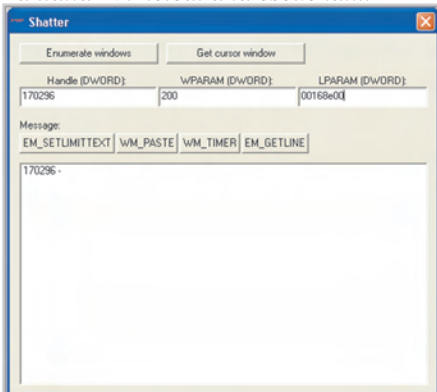 Shatter
Enumerate windows Get cursor window
Handle (DWORD): WPARAM (DWORD): LPARAM (DWORD):
170296 200 00168e00
Message:
EM_SETLIMITTEXT WM_PASTE WM_TIMER EM_GETLINE
170296 -